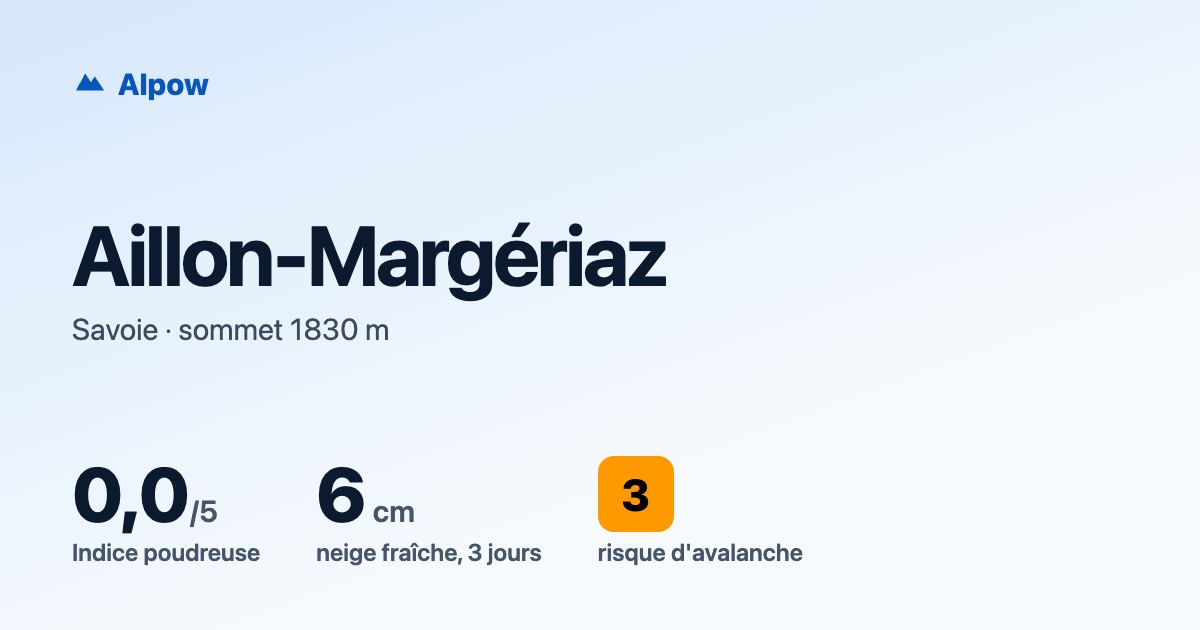 Alpow
Aillon-Margériaz
Savoie · sommet 1830 m
0,0/5
Indice poudreuse
6 cm
neige fraîche, 3 jours
3
risque d'avalanche